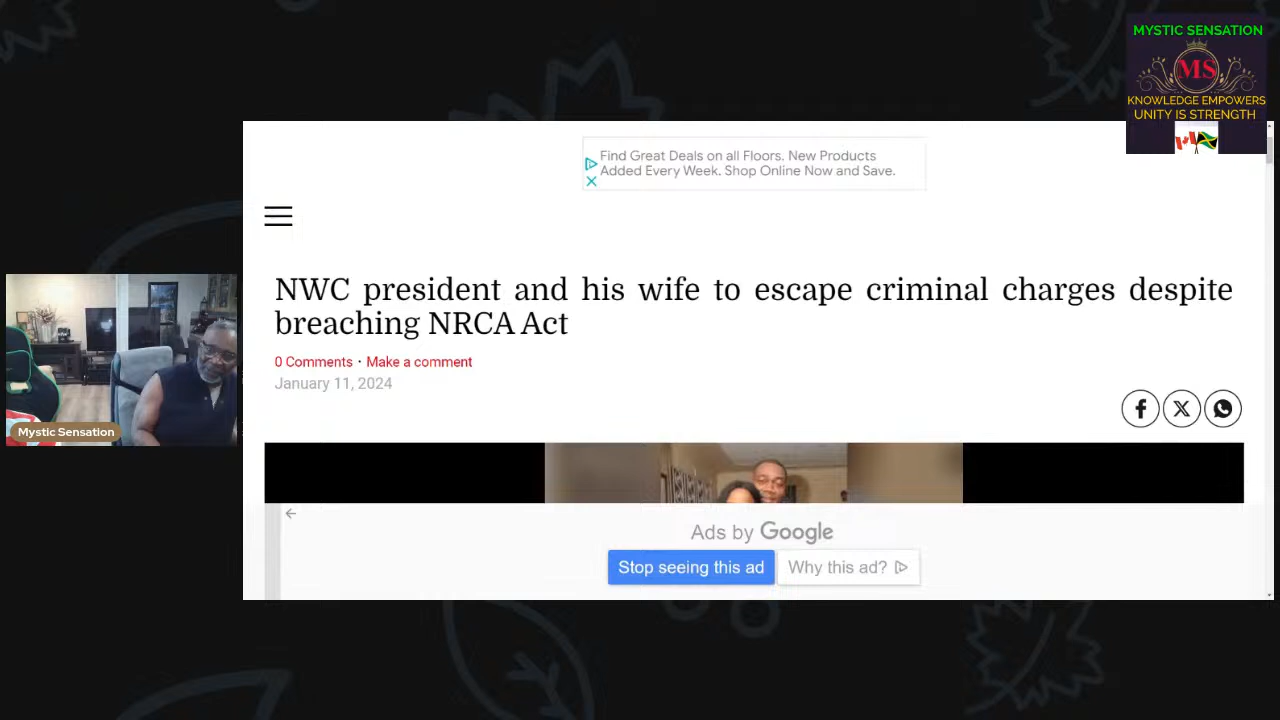 MYSTIC SENSATION
MS
KNOWLEDGE EMPOWERS
UNITY IS STRENGTH
Find Great Deals on all Floors. New Products
Added Every Week. Shop Online Now and Save.
NWC president and his wife to escape criminal charges despite
breaching NRCA Act
0 Comments · Make a comment
January 11, 2024
Mystic Sensation
Ads by Google
Stop seeing this ad
Why this ad?